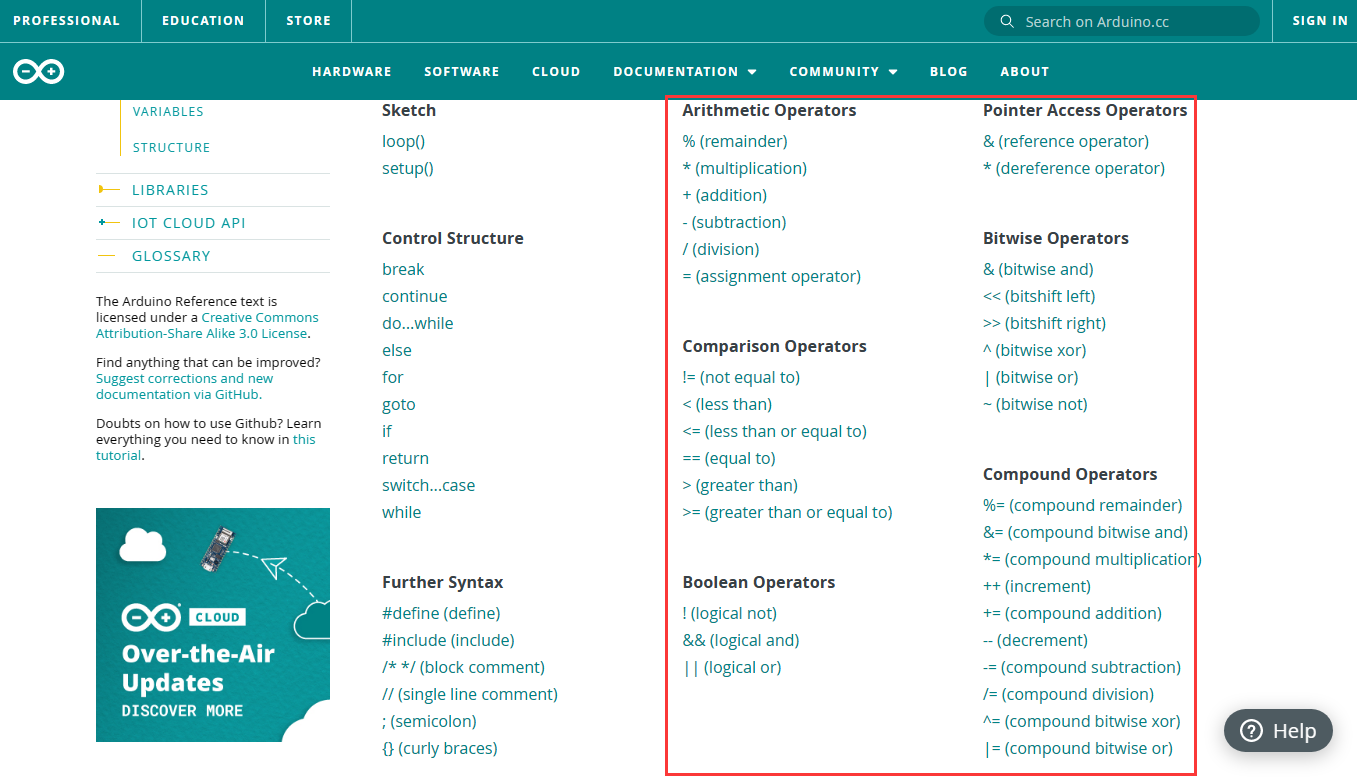 PROFESSIONAL
EDUCATION
STORE
Search on Arduino.cc
SIGN IN
HARDWARE
SOFTWARE
CLOUD
DOCUMENTATION
COMMUNITY
BLOG
ABOUT
VARIABLES
STRUCTURE
LIBRARIES
IOT CLOUD API
GLOSSARY
The Arduino Reference text is
licensed under a Creative Commons
Attribution-Share Alike 3.0 License.
Find anything that can be improved?
Suggest corrections and new
documentation via GitHub.
Doubts on how to use Github? Learn
everything you need to know in this
tutorial.
CLOUD
Over-the-Air
Updates
DISCOVER MORE
Sketch
loop()
setup()
Control Structure
break
continue
do...while
else
for
goto
if
return
switch...case
while
Further Syntax
#define (define)
#include (include)
/* */ (block comment)
// (single line comment)
; (semicolon)
{} (curly braces)
Arithmetic Operators
% (remainder)
* (multiplication)
+ (addition)
- (subtraction)
/ (division)
= (assignment operator)
Comparison Operators
!= (not equal to)
< (less than)
<= (less than or equal to)
== (equal to)
> (greater than)
>= (greater than or equal to)
Boolean Operators
! (logical not)
&& (logical and)
|| (logical or)
Pointer Access Operators
& (reference operator)
* (dereference operator)
Bitwise Operators
& (bitwise and)
<< (bitshift left)
>> (bitshift right)
^ (bitwise xor)
| (bitwise or)
~ (bitwise not)
Compound Operators
%= (compound remainder)
&= (compound bitwise and)
*= (compound multiplication)
++ (increment)
+= (compound addition)
-- (decrement)
-= (compound subtraction)
/= (compound division)
^= (compound bitwise xor)
|= (compound bitwise or)
Help